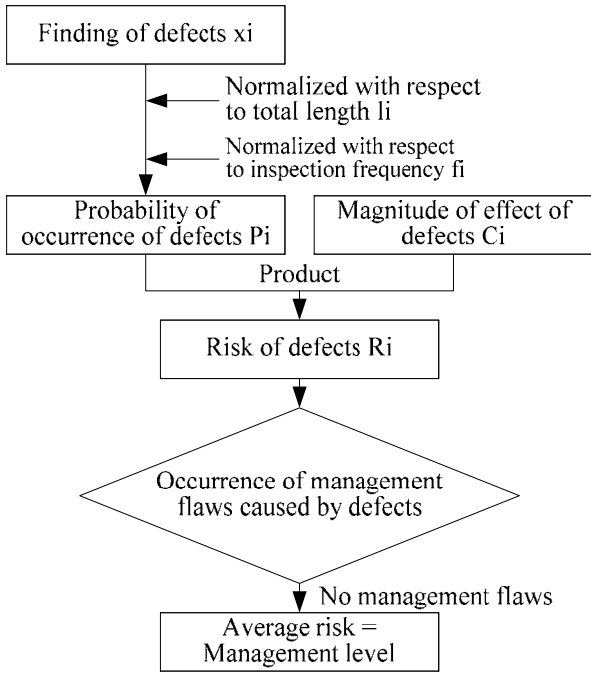 Finding of defects xi
Normalized with respect
to total length li
Normalized with respect
to inspection frequency fi
Probability of
occurrence of defects Pi
Magnitude of effect of
defects Ci
Product
Risk of defects Ri
Occurrence of management
flaws caused by defects
No management flaws
Average risk =
Management level